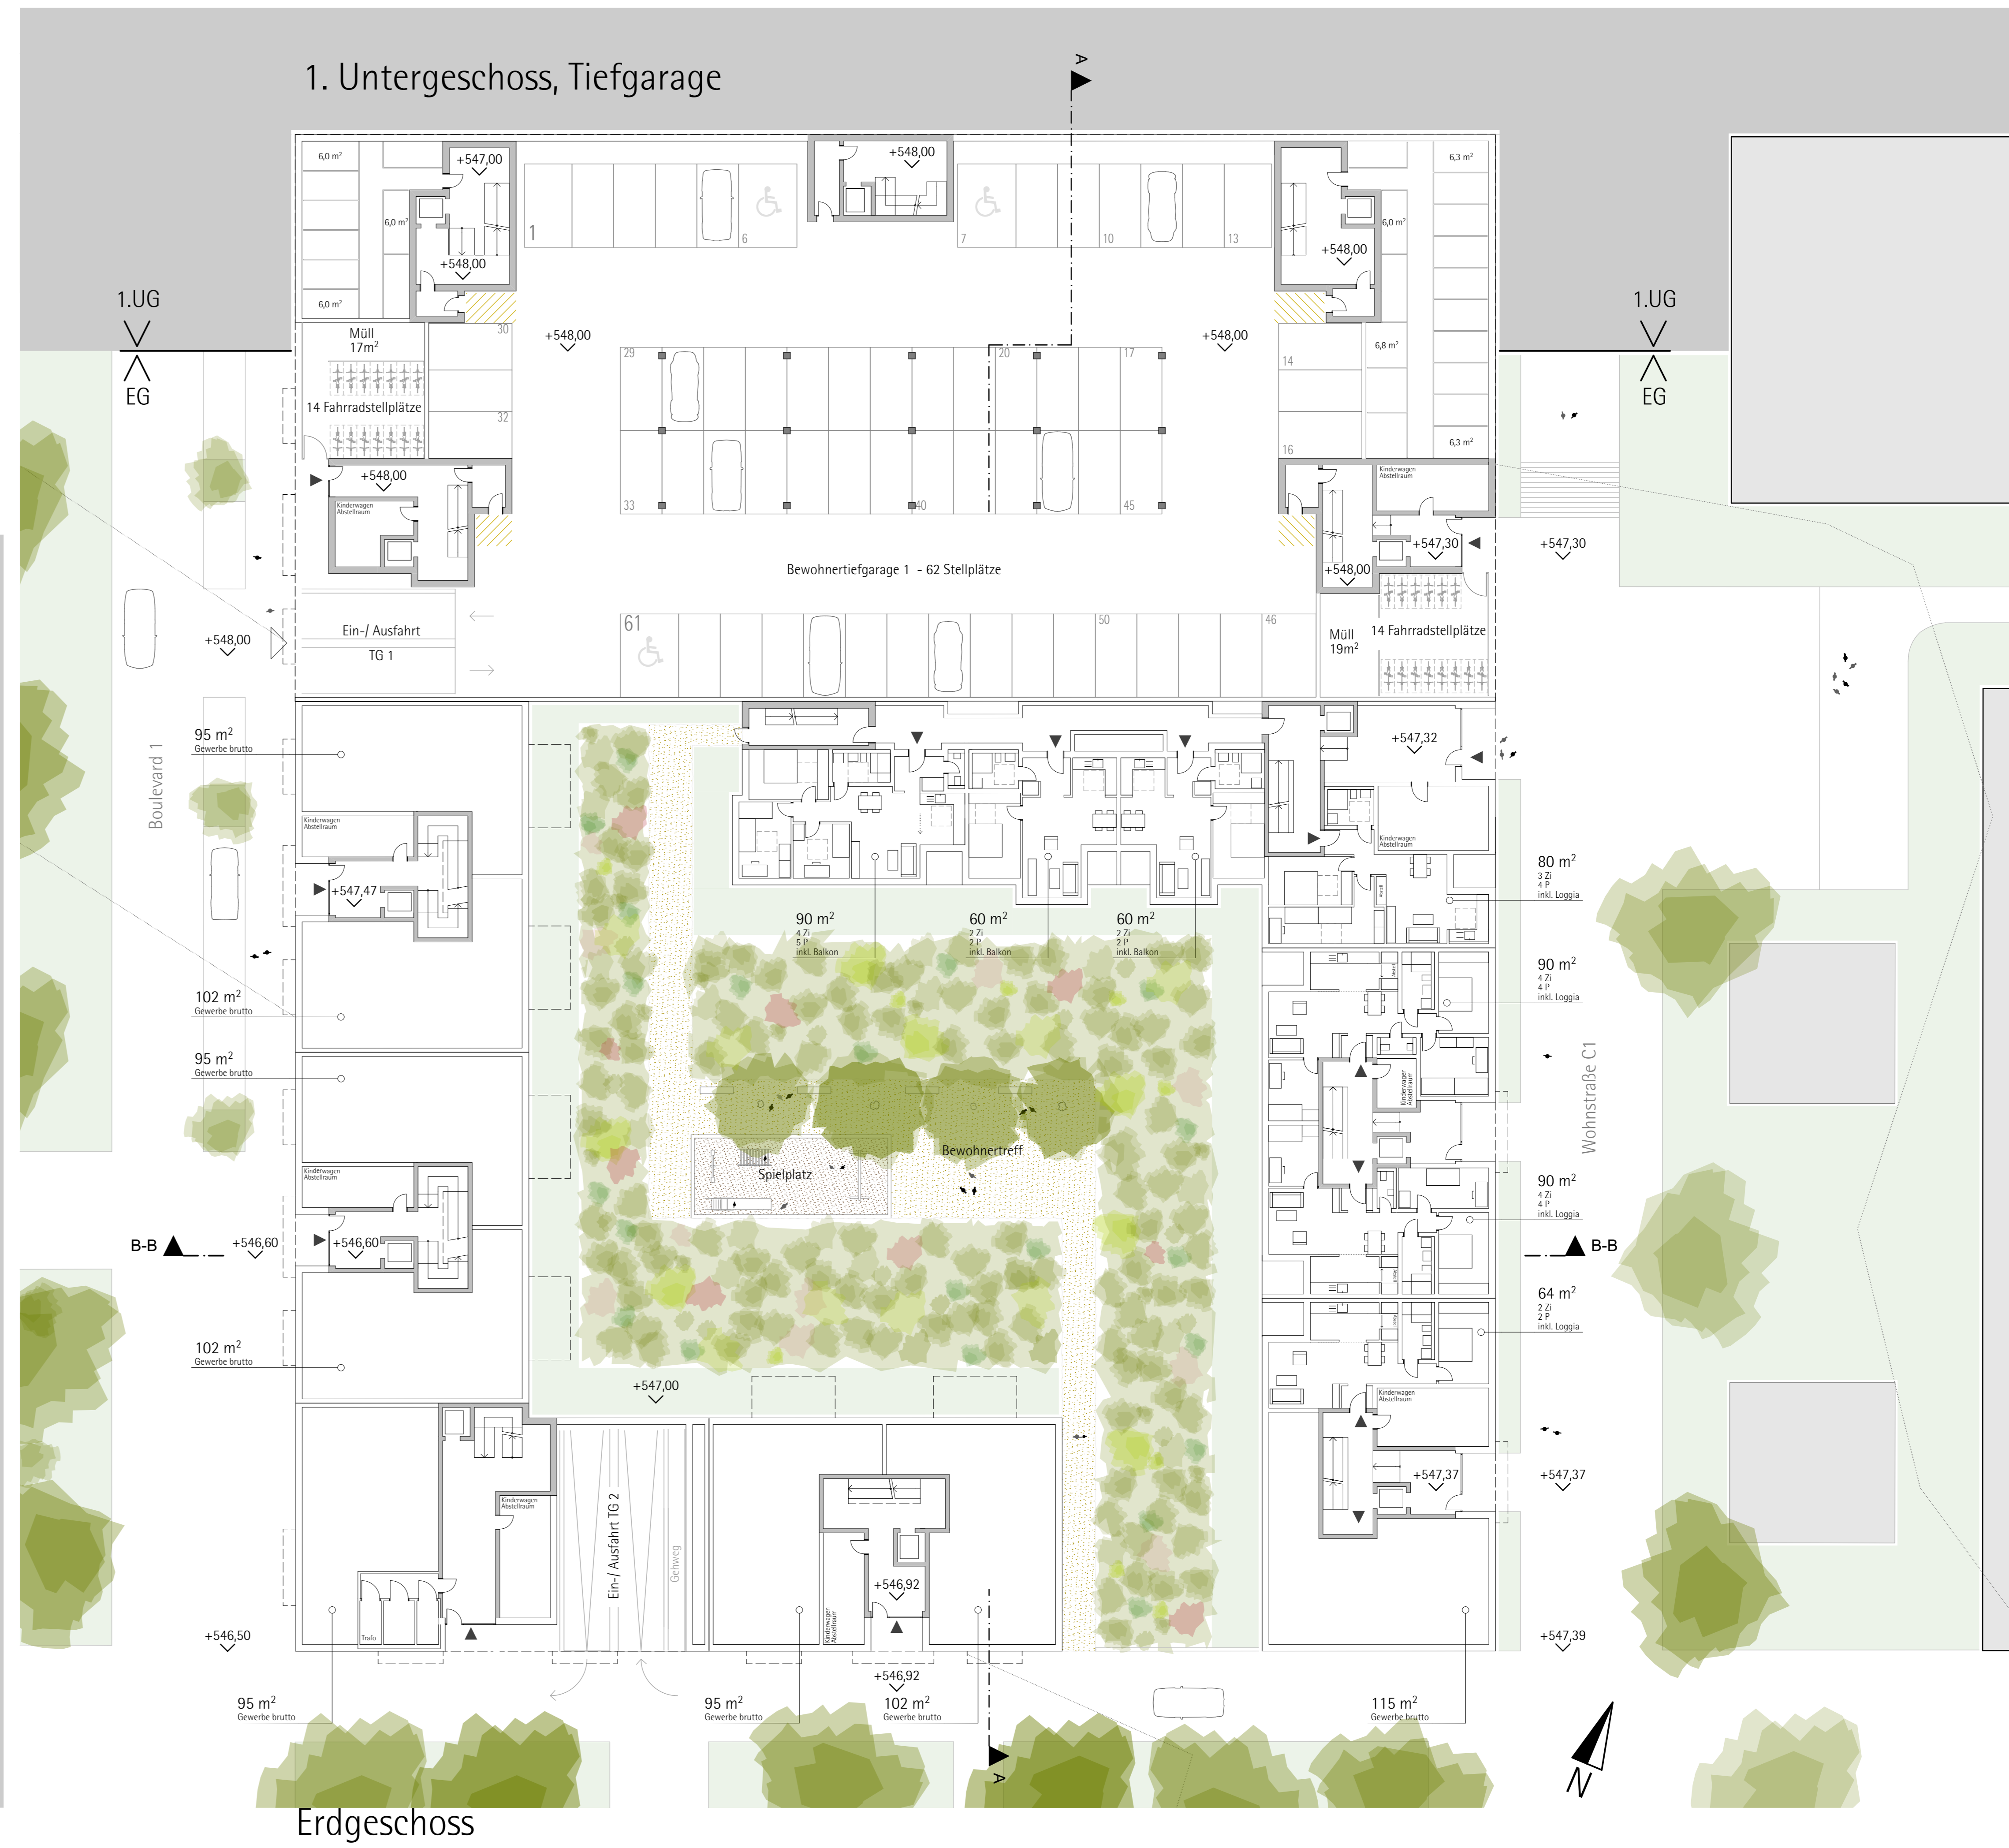 1. Untergeschoss, Tiefgarage
A
6,0 m²
+547,00
+548,00
6,3 m²
6,0 m²
6,0 m²
1
6
7
10
13
+548,00
+548,00
6,0 m²
1.UG
EG
Müll
17m²
30
+548,00
+548,00
6,8 m²
1.UG
EG
29
20
17
14
14 Fahrradstellplätze
32
16
6,3 m²
+548,00
Kinderwagen
Abstellraum
33
40
45
Kinderwagen
Abstellraum
+547,30
+547,30
+548,00
Bewohnertiefgarage 1 - 62 Stellplätze
+548,00
Ein-/ Ausfahrt
TG 1
61
50
46
Müll
19m²
14 Fahrradstellplätze
Boulevard 1
95 m²
Gewerbe brutto
+547,32
Kinderwagen
Abstellraum
Kinderwagen
Abstellraum
+547,47
90 m²
4 Zi
5 P
inkl. Balkon
60 m²
2 Zi
2 P
inkl. Balkon
60 m²
2 Zi
2 P
inkl. Balkon
80 m²
3 Zi
4 P
inkl. Loggia
102 m²
Gewerbe brutto
90 m²
4 Zi
4 P
inkl. Loggia
95 m²
Gewerbe brutto
Wohnstraße C1
Kinderwagen
Abstellraum
Bewohnertreff
Spielplatz
Kinderwagen
Abstellraum
90 m²
4 Zi
4 P
inkl. Loggia
B-B
+546,60
+546,60
B-B
64 m²
2 Zi
2 P
inkl. Loggia
102 m²
Gewerbe brutto
+547,00
Kinderwagen
Abstellraum
Kinderwagen
Abstellraum
+547,37
+547,37
Ein-/ Ausfahrt TG 2
Gehweg
Kinderwagen
Abstellraum
+546,92
Trafo
+546,50
+547,39
+546,92
95 m²
Gewerbe brutto
95 m²
Gewerbe brutto
102 m²
Gewerbe brutto
115 m²
Gewerbe brutto
A
N
Erdgeschoss